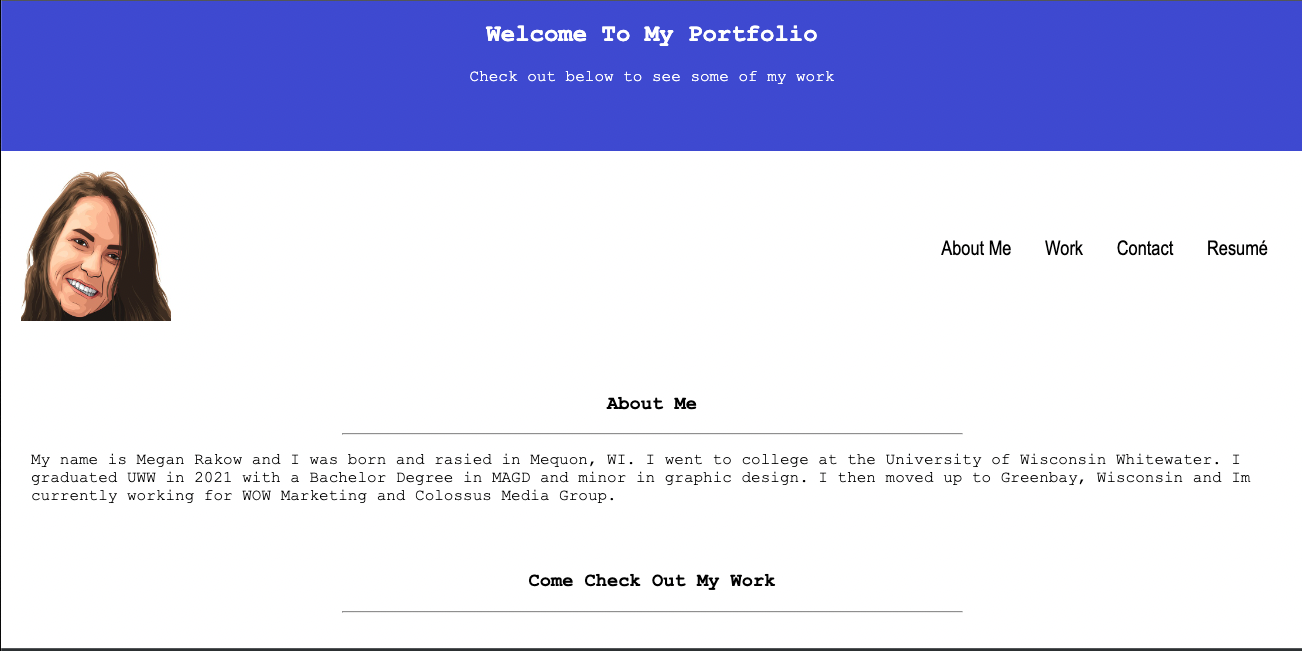 Welcome To My Portfolio
Check out below to see some of my work
About Me Work Contact Resumé
About Me
My name is Megan Rakow and I was born and rasied in Mequon, WI. I went to college at the University of Wisconsin Whitewater. I
graduated UWW in 2021 with a Bachelor Degree in MAGD and minor in graphic design. I then moved up to Greenbay, Wisconsin and Im
currently working for WOW Marketing and Colossus Media Group.
Come Check Out My Work